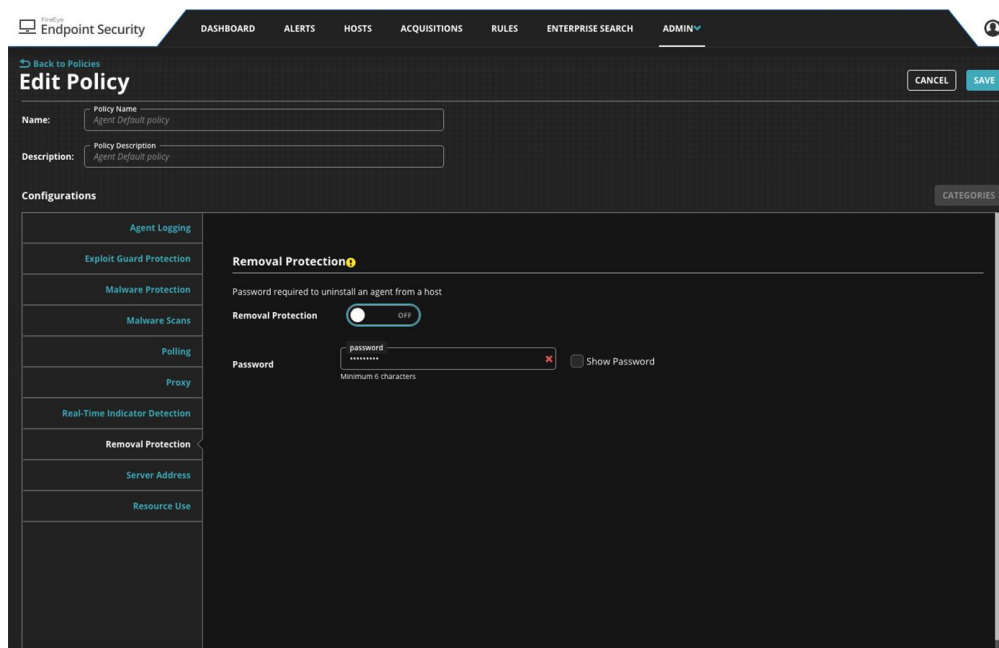 FireEye
Endpoint Security
DASHBOARD ALERTS HOSTS ACQUISITIONS RULES ENTERPRISE SEARCH ADMIN
Back to Policies
Edit Policy
CANCEL SAVE
Policy Name
Name: Agent Default policy
Policy Description
Description: Agent Default policy
Configurations
CATEGORIES
Agent Logging
Exploit Guard Protection
Malware Protection
Malware Scans
Polling
Proxy
Real-Time Indicator Detection
Removal Protection
Server Address
Resource Use
Removal Protection
Password required to uninstall an agent from a host
Removal Protection OFF
password
Password ••••••••• Show Password
Minimum 6 characters